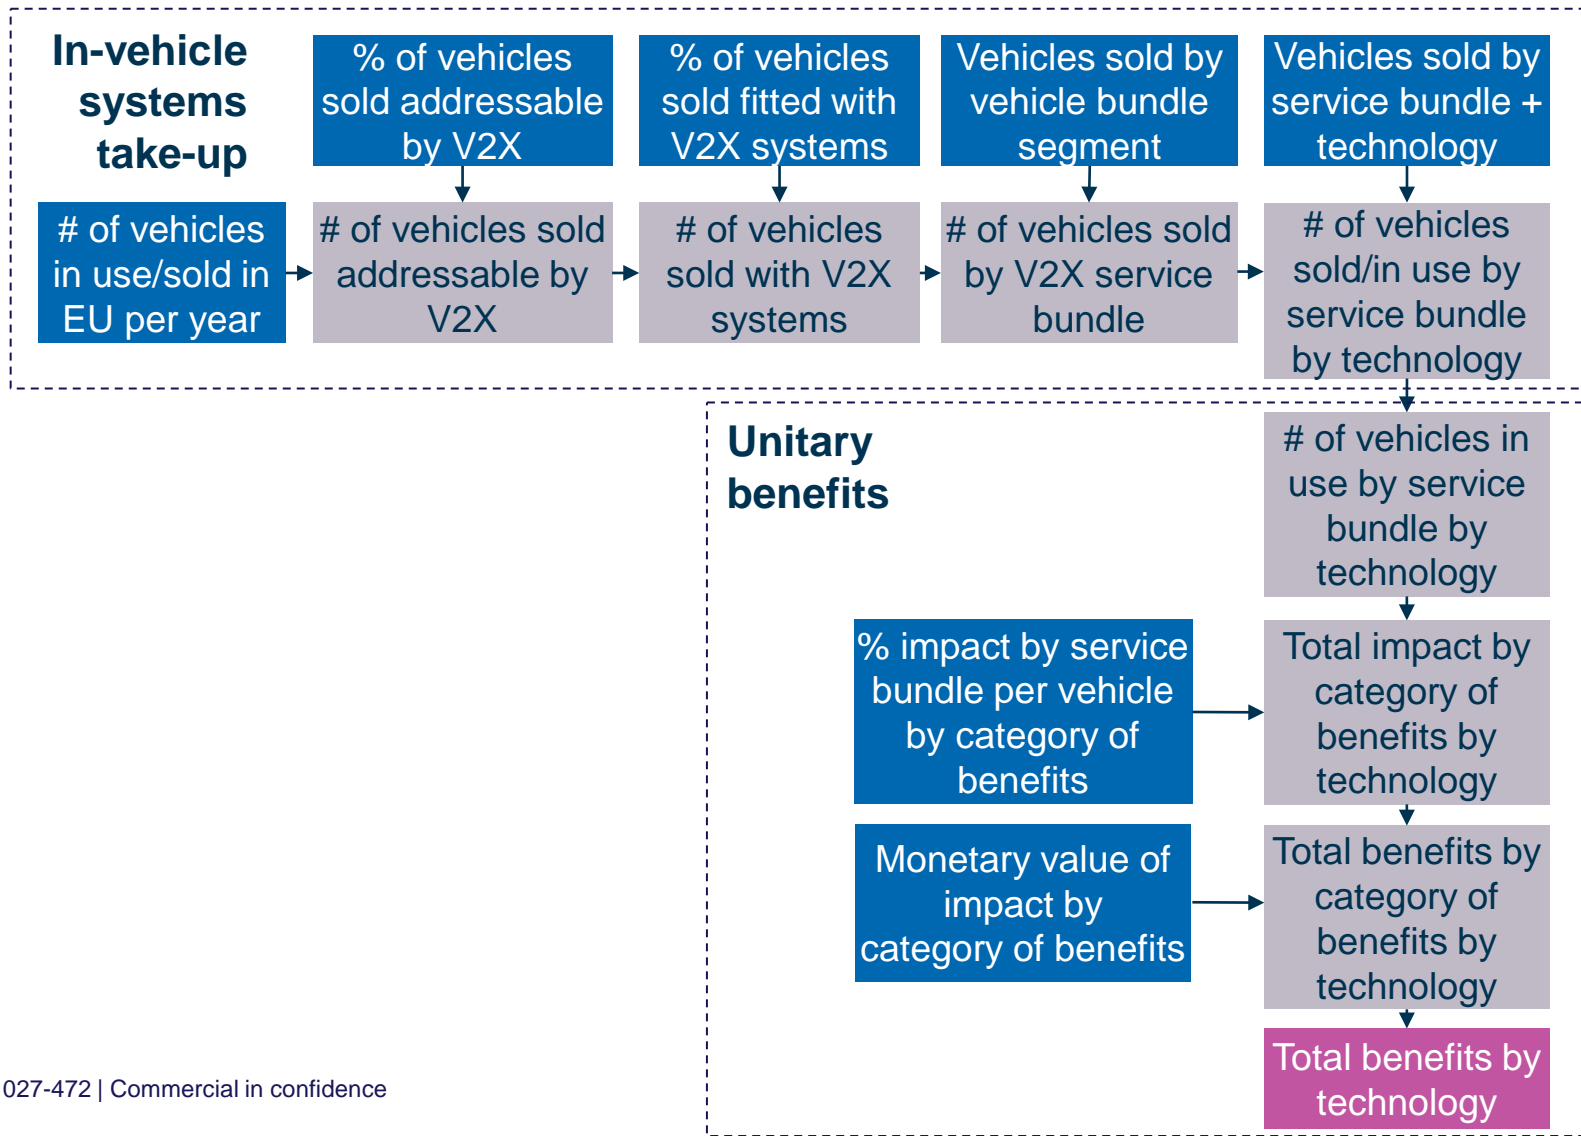 In-vehicle
systems
take-up
% of vehicles
sold addressable
by V2X
% of vehicles
sold fitted with
V2X systems
Vehicles sold by
vehicle bundle
segment
Vehicles sold by
service bundle +
technology
# of vehicles
in use/sold in
EU per year
# of vehicles sold
addressable by
V2X
# of vehicles
sold with V2X
systems
# of vehicles sold
by V2X service
bundle
# of vehicles
sold/in use by
service bundle
by technology
Unitary
benefits
# of vehicles in
use by service
bundle by
technology
% impact by service
bundle per vehicle
by category of
benefits
Total impact by
category of
benefits by
technology
Monetary value of
impact by
category of benefits
Total benefits by
category of
benefits by
technology
Total benefits by
technology
027-472 | Commercial in confidence